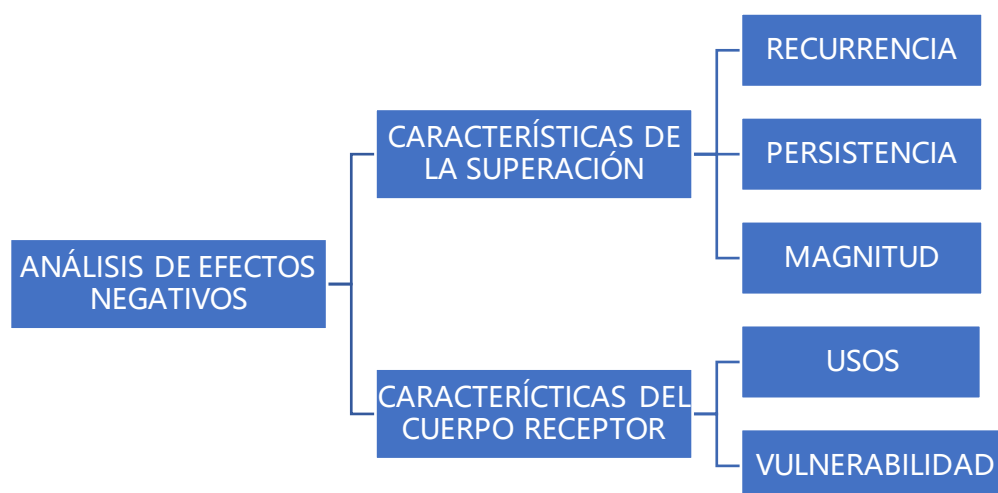 ANÁLISIS DE EFECTOS
NEGATIVOS
CARACTERÍSTICAS DE
LA SUPERACIÓN
RECURRENCIA
PERSISTENCIA
MAGNITUD
CARACTERÍCTICAS DEL
CUERPO RECEPTOR
USOS
VULNERABILIDAD